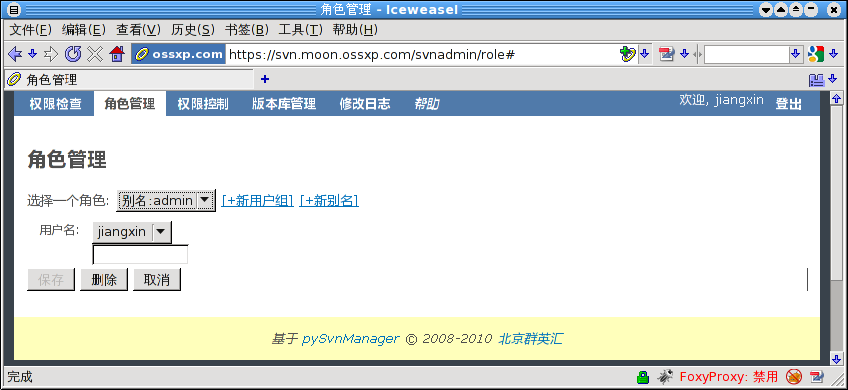 角色管理 - Iceweasel
文件(F) 编辑(E) 查看(V) 历史(S) 书签(B) 工具(T) 帮助(H)
ossxp.com https://svn.moon.ossxp.com/svnadmin/role#
角色管理
权限检查 角色管理 权限控制 版本库管理 修改日志 帮助 欢迎, jiangxin 登出
角色管理
选择一个角色: 别名:admin [+新用户组] [+新别名]
用户名: jiangxin
保存 删除 取消
基于 pySvnManager © 2008-2010 北京群英汇
完成 FoxyProxy: 禁用